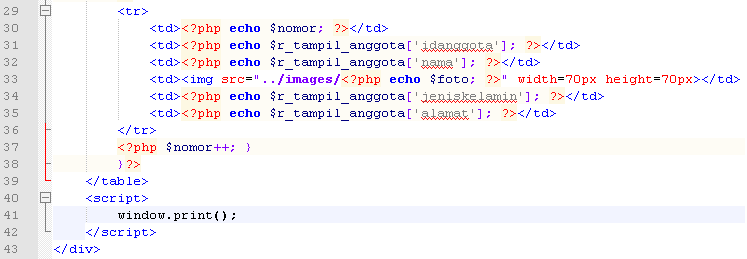 29 <tr>
30 <td><?php echo $nomor; ?></td>
31 <td><?php echo $r_tampil_anggota['idanggota']; ?></td>
32 <td><?php echo $r_tampil_anggota['nama']; ?></td>
33 <td><img src="../images/<?php echo $foto; ?>" width=70px height=70px></td>
34 <td><?php echo $r_tampil_anggota['jeniskelamin']; ?></td>
35 <td><?php echo $r_tampil_anggota['alamat']; ?></td>
36 </tr>
37 <?php $nomor++; }
38 }?>
39 </table>
40 <script>
41 window.print();
42 </script>
43 </div>